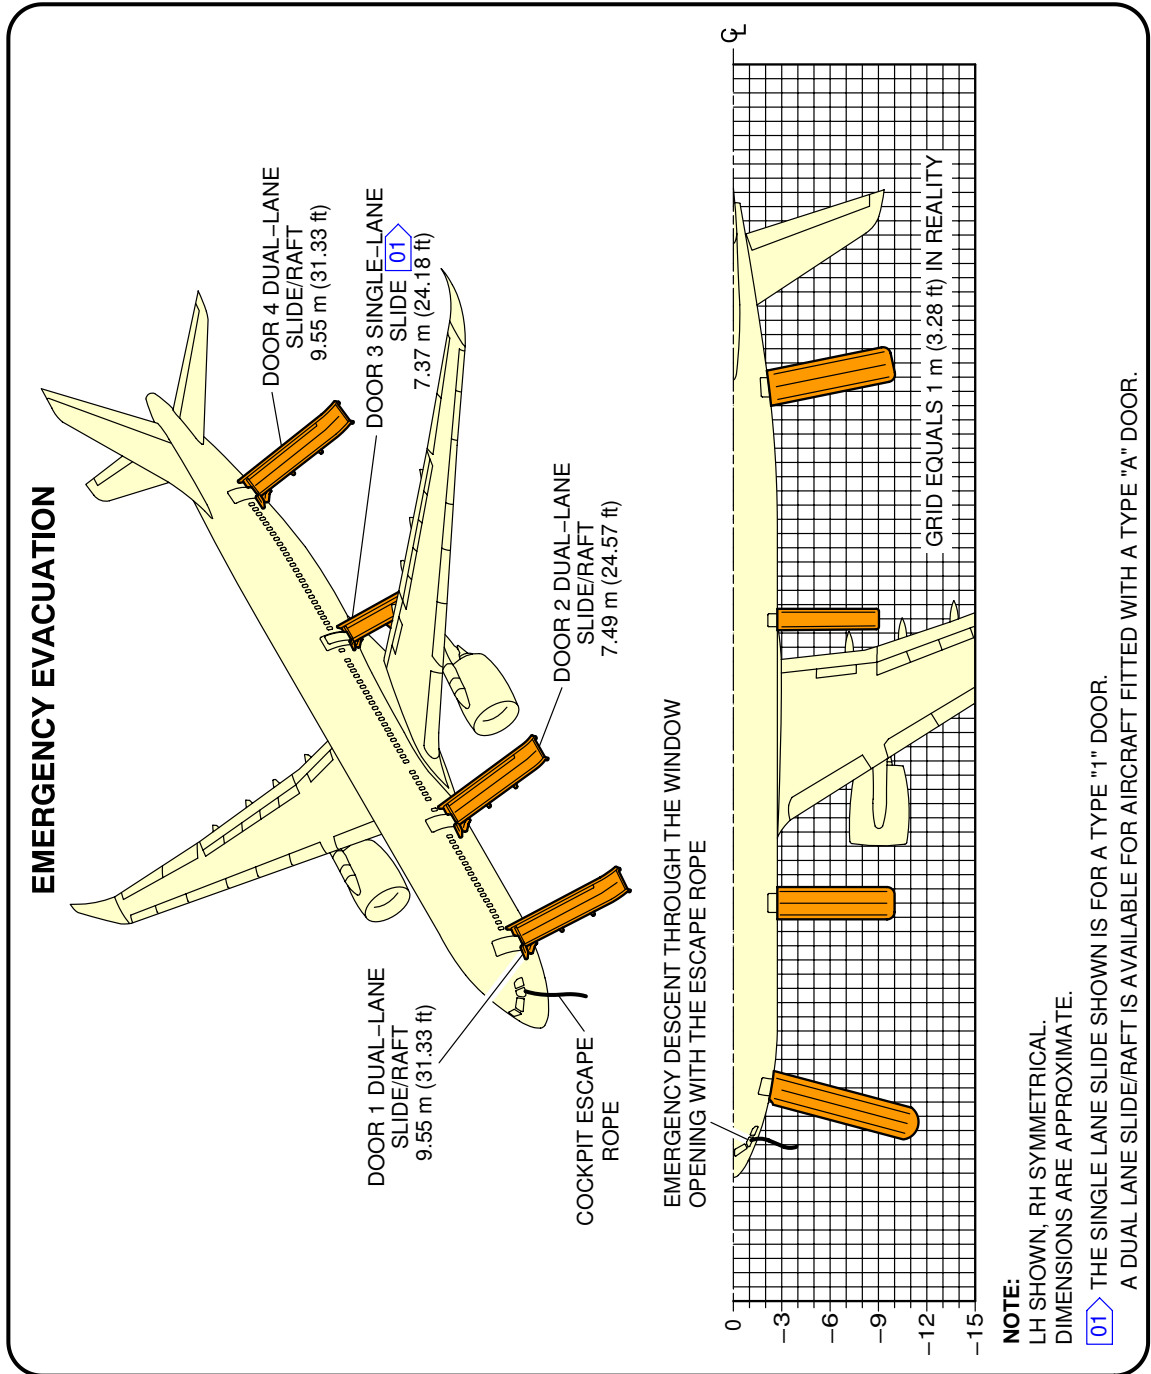 EMERGENCY EVACUATION
DOOR 4 DUAL−LANE
SLIDE/RAFT
9.55 m (31.33 ft)
DOOR 3 SINGLE−LANE
SLIDE 01
7.37 m (24.18 ft)
DOOR 2 DUAL−LANE
SLIDE/RAFT
7.49 m (24.57 ft)
DOOR 1 DUAL−LANE
SLIDE/RAFT
9.55 m (31.33 ft)
COCKPIT ESCAPE
ROPE
EMERGENCY DESCENT THROUGH THE WINDOW
OPENING WITH THE ESCAPE ROPE
CL
0
−3
−6
−9
−12
−15
GRID EQUALS 1 m (3.28 ft) IN REALITY
NOTE:
LH SHOWN, RH SYMMETRICAL.
DIMENSIONS ARE APPROXIMATE.
01 THE SINGLE LANE SLIDE SHOWN IS FOR A TYPE "1" DOOR.
A DUAL LANE SLIDE/RAFT IS AVAILABLE FOR AIRCRAFT FITTED WITH A TYPE "A" DOOR.